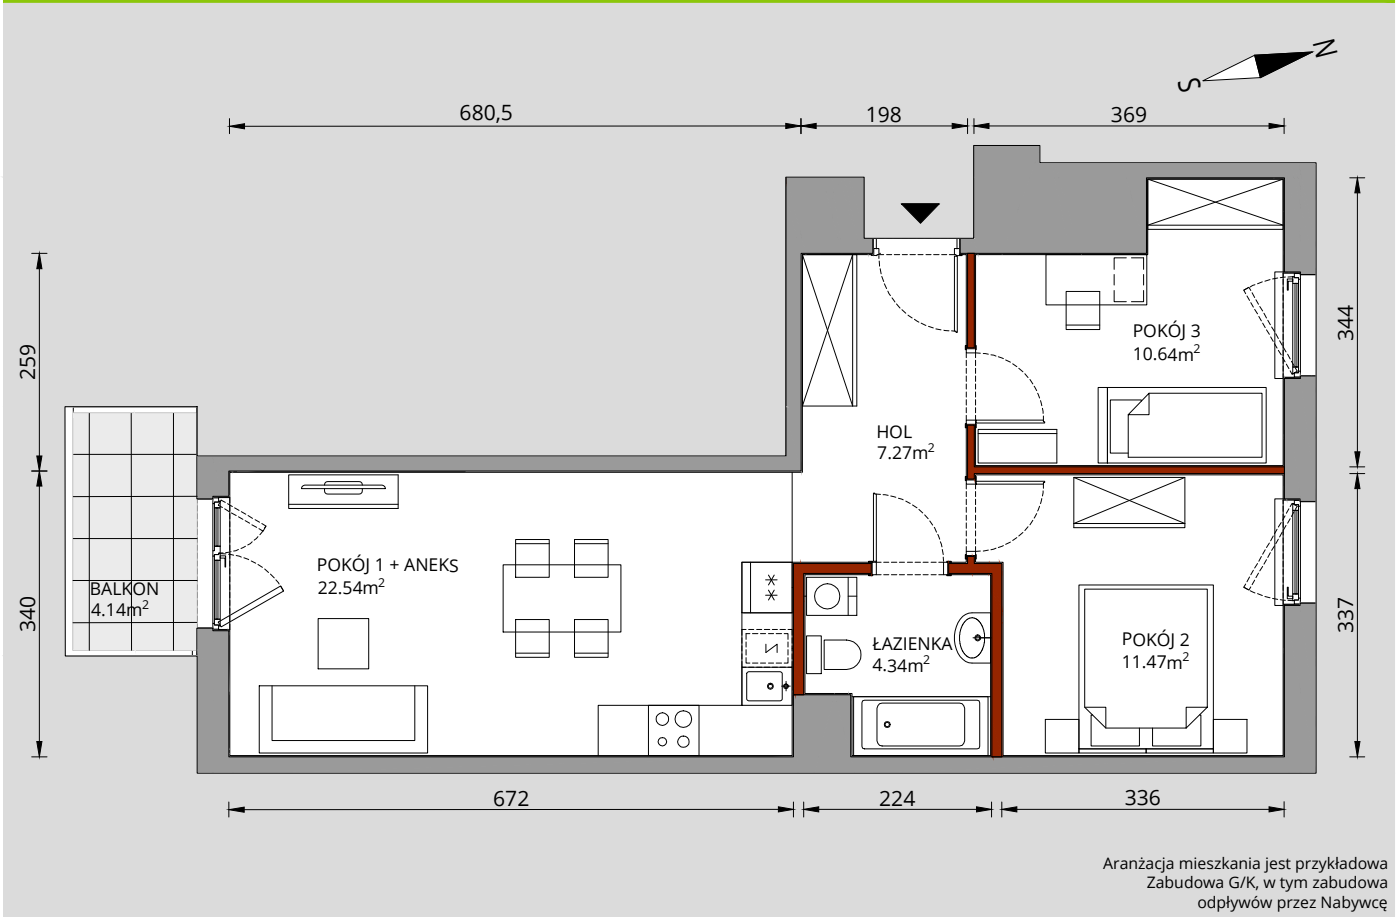 N
S
680,5
198
369
259
344
POKÓJ 3
10.64m²
HOL
7.27m²
POKÓJ 1 + ANEKS
22.54m²
BALKON
4.14m²
340
337
ŁAZIENKA
4.34m²
POKÓJ 2
11.47m²
672
224
336
Aranżacja mieszkania jest przykładowa
Zabudowa G/K, w tym zabudowa
odpływów przez Nabywcę